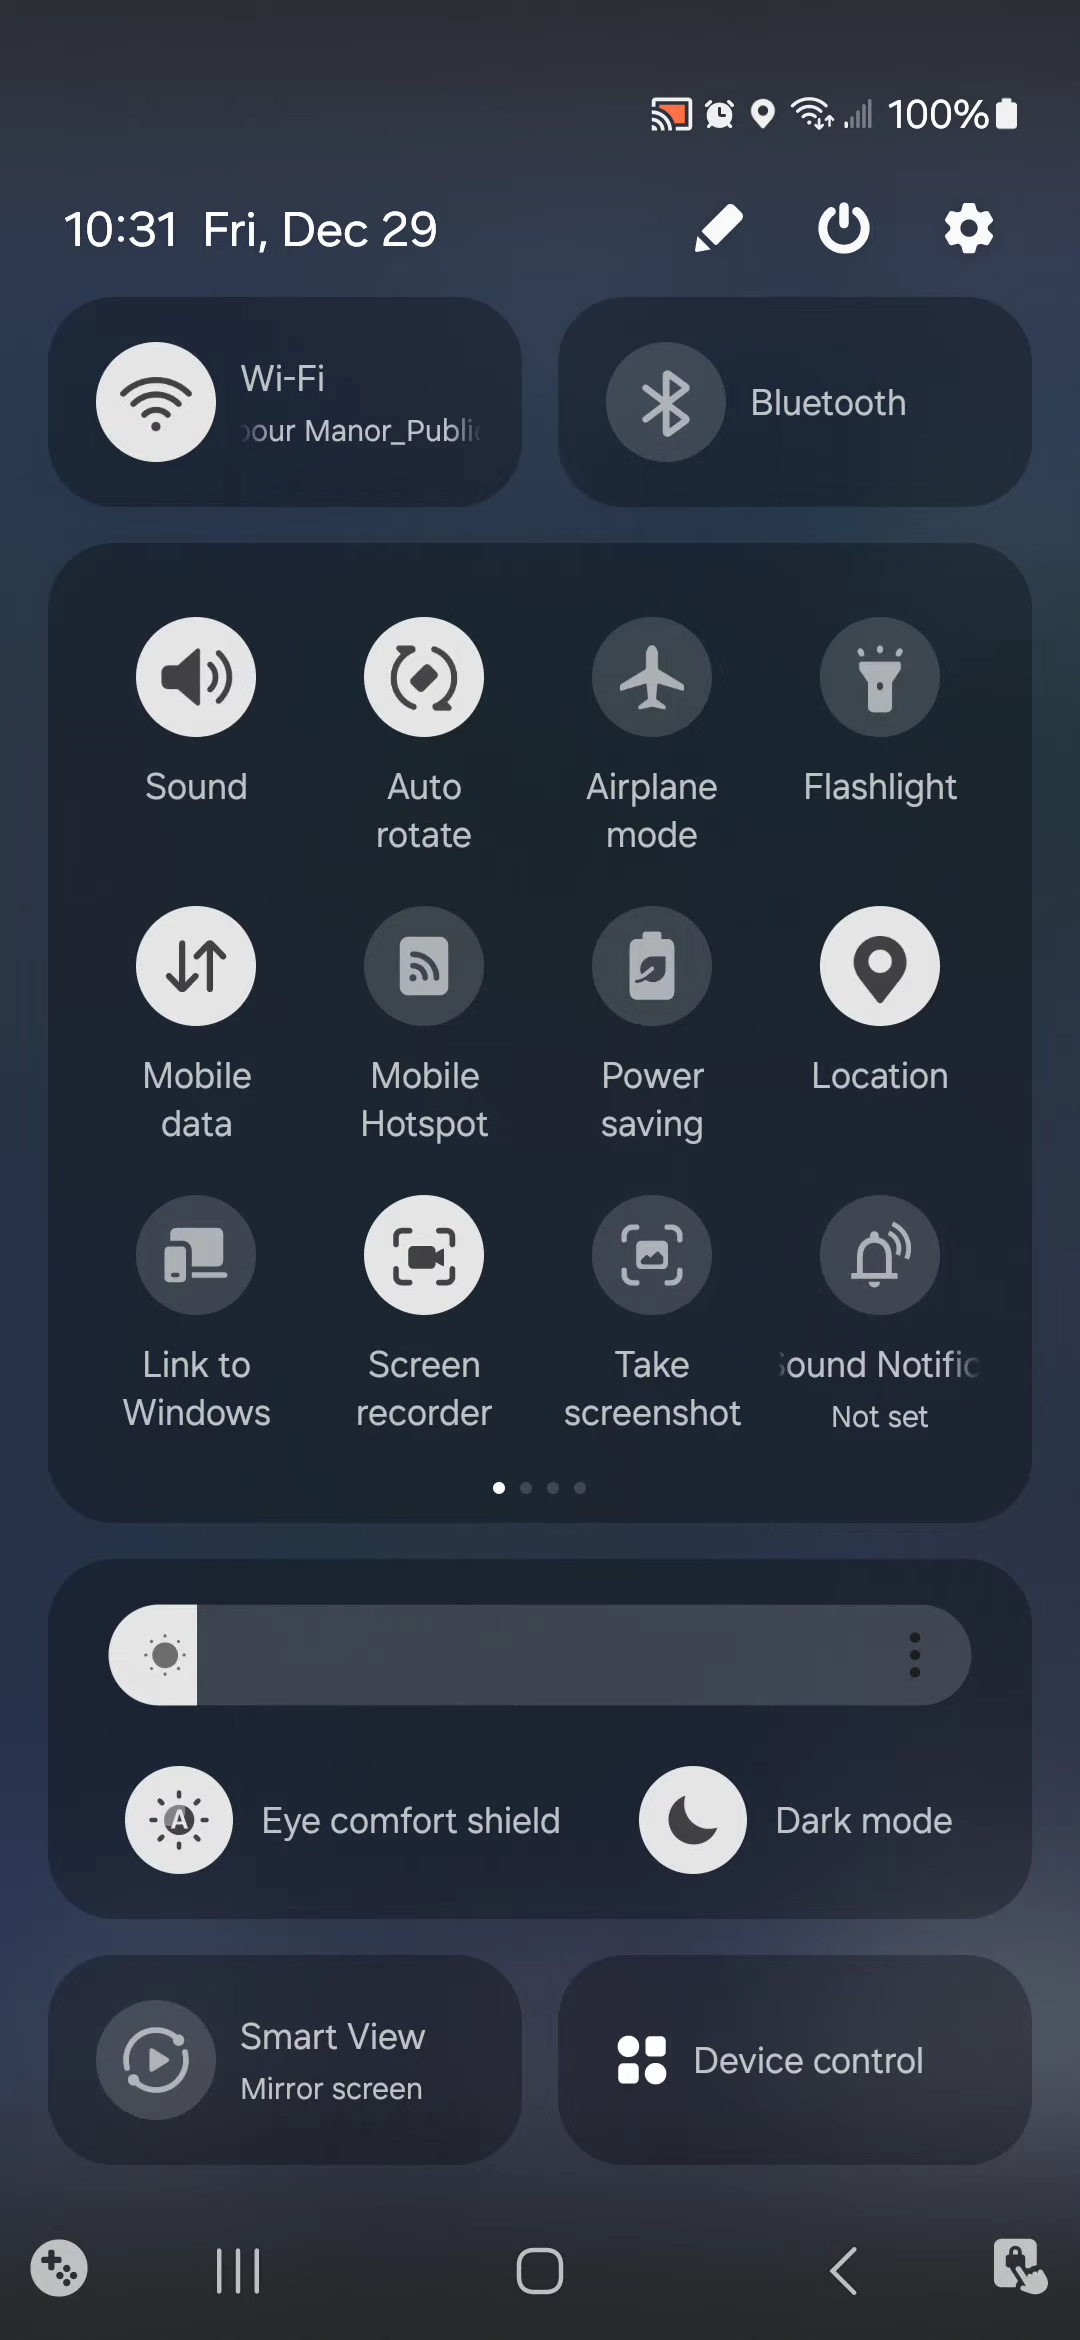 100%
10:31 Fri, Dec 29
Wi-Fi
our Manor_Public
Bluetooth
Sound
Auto
rotate
Airplane
mode
Flashlight
Mobile
data
Mobile
Hotspot
Power
saving
Location
Link to
Windows
Screen
recorder
Take
screenshot
ound Notific
Not set
A
Eye comfort shield
Dark mode
Smart View
Mirror screen
Device control